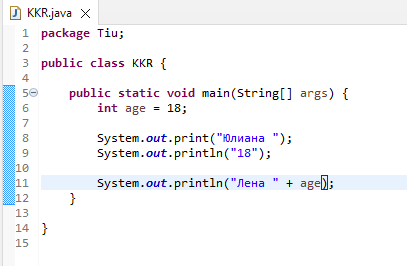 KKR.java
1 package Tiu;
2
3 public class KKR {
4
5     public static void main(String[] args) {
6         int age = 18;
7
8         System.out.print("Юлиана ");
9         System.out.println("18");
10
11         System.out.println("Лена " + age);
12     }
13
14 }
15